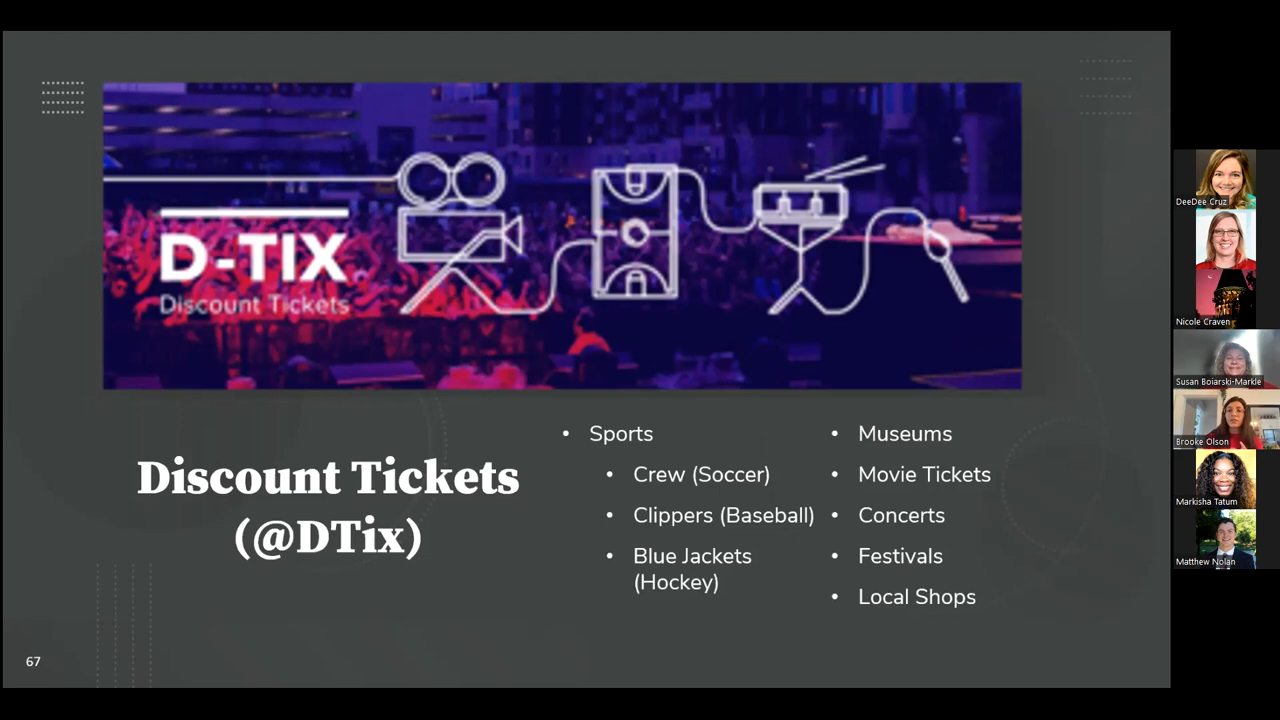 D-TIX
Discount Tickets
Discount Tickets
(@DTix)
• Sports
• Crew (Soccer)
• Clippers (Baseball)
• Blue Jackets
(Hockey)
• Museums
• Movie Tickets
• Concerts
• Festivals
• Local Shops
67
DeeDee Cruz
Nicole Craven
Susan Boiarski-Markle
Brooke Olson
Markisha Tatum
Matthew Nolan